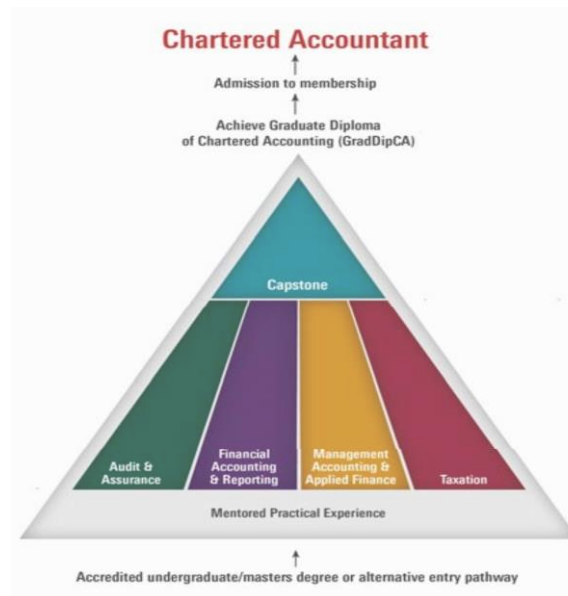 Chartered Accountant
Admission to membership
Achieve Graduate Diploma
of Chartered Accounting (GradDipCA)
Capstone
Audit &
Assurance
Financial
Accounting
& Reporting
Management
Accounting &
Applied Finance
Taxation
Mentored Practical Experience
Accredited undergraduate/masters degree or alternative entry pathway